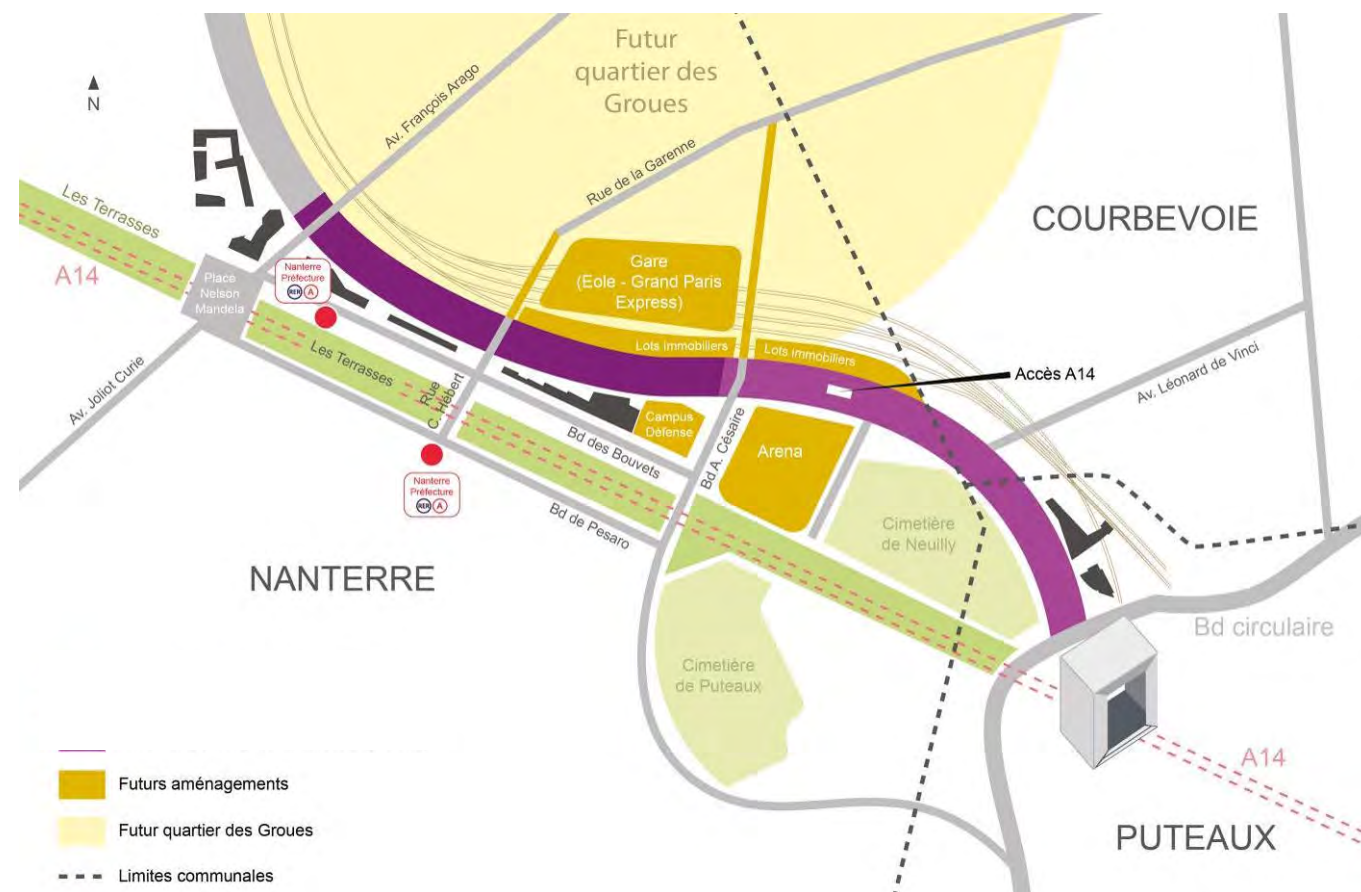 Futur
quartier des
Groues
N
Av. François Arago
Rue de la Garenne
COURBEVOIE
Les Terrasses
A14
Place
Nelson
Mandela
Nanterre
Préfecture
RER A
Gare
(Eole - Grand Paris
Express)
Lots immobiliers
Lots immobiliers
Accès A14
Av. Léonard de Vinci
Les Terrasses
Av. Joliot Curie
Rue
C. Hébert
Campus
Défense
Bd A. Césaire
Arena
Bd des Bouvets
Nanterre
Préfecture
RER A
Bd de Pesaro
Cimetière
de Neuilly
NANTERRE
Bd circulaire
Cimetière
de Puteaux
A14
PUTEAUX
Futurs aménagements
Futur quartier des Groues
Limites communales